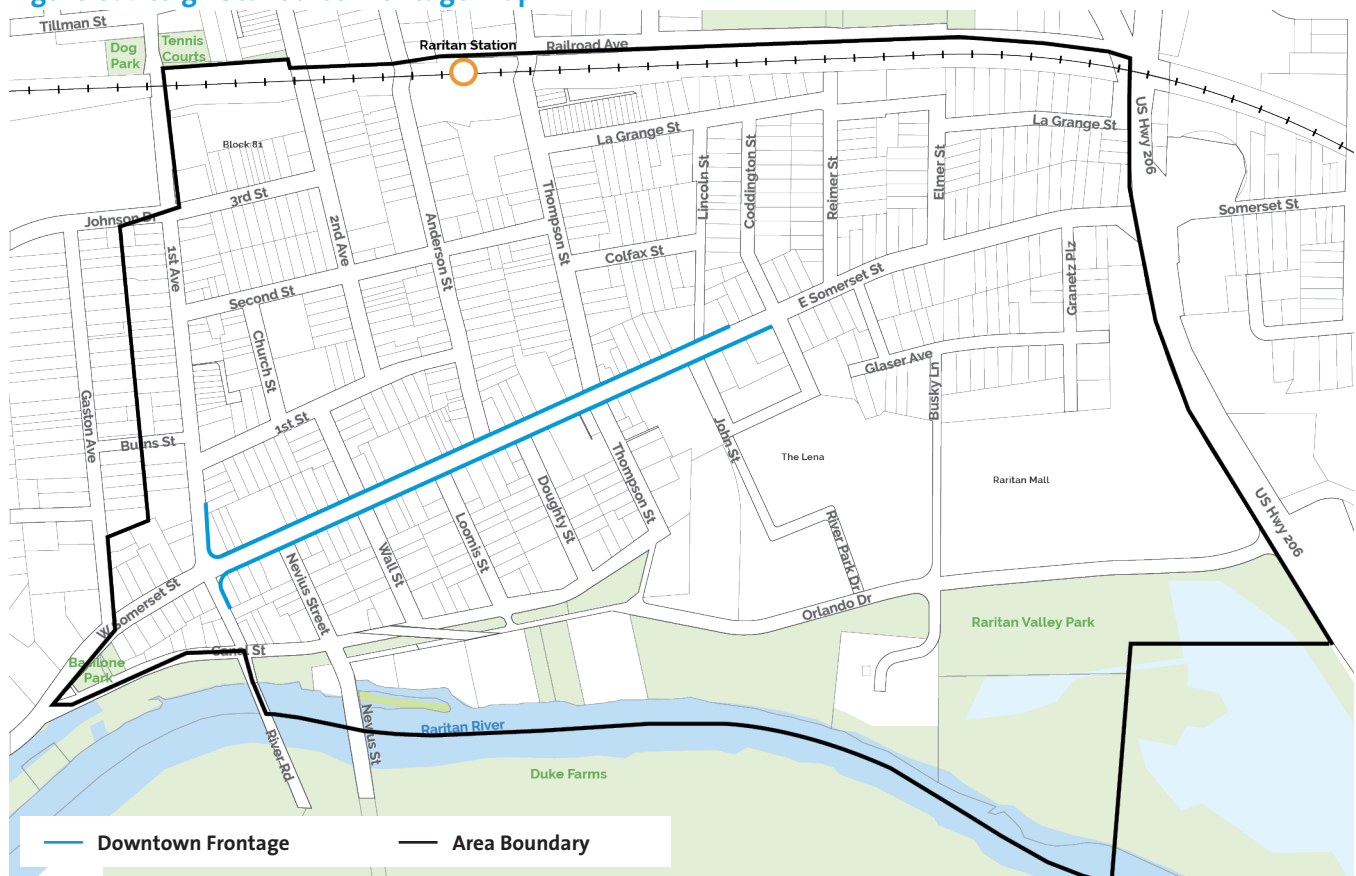 Tillman St
Dog
Park
Tennis
Courts
Raritan Station
Railroad Ave
Block 81
La Grange St
La Grange St
US Hwy 206
3rd St
Johnson Dr
1st Ave
2nd Ave
Anderson St
Thompson St
Lincoln St
Coddington St
Reimer St
Elmer St
Somerset St
Colfax St
Second St
E Somerset St
Granetz Plz
Church St
Glaser Ave
Busky Ln
Gaston Ave
Burns St
1st St
John St
The Lena
Raritan Mall
Thompson St
Doughty St
Loomis St
Wall St
Nevius Street
River Park Dr
US Hwy 206
W Somerset St
Orlando Dr
Raritan Valley Park
Canal St
Basilone
Park
River Rd
Nevius St
Raritan River
Duke Farms
Downtown Frontage
Area Boundary